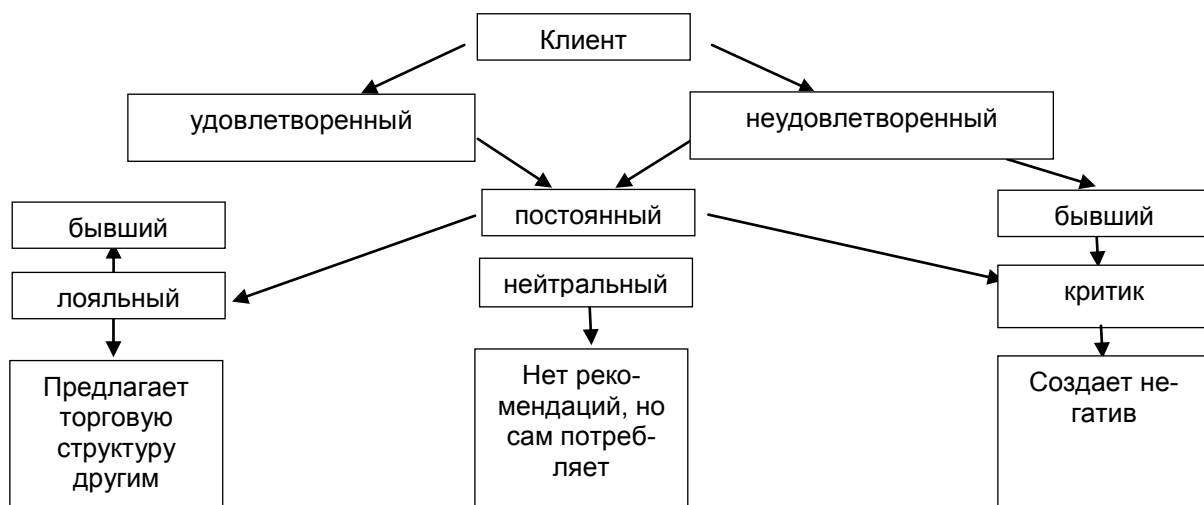 Клиент
удовлетворенный
неудовлетворенный
бывший
постоянный
бывший
лояльный
нейтральный
критик
Предлагает
торговую
структуру
другим
Нет реко-
мендаций, но
сам потреб-
ляет
Создает не-
гатив